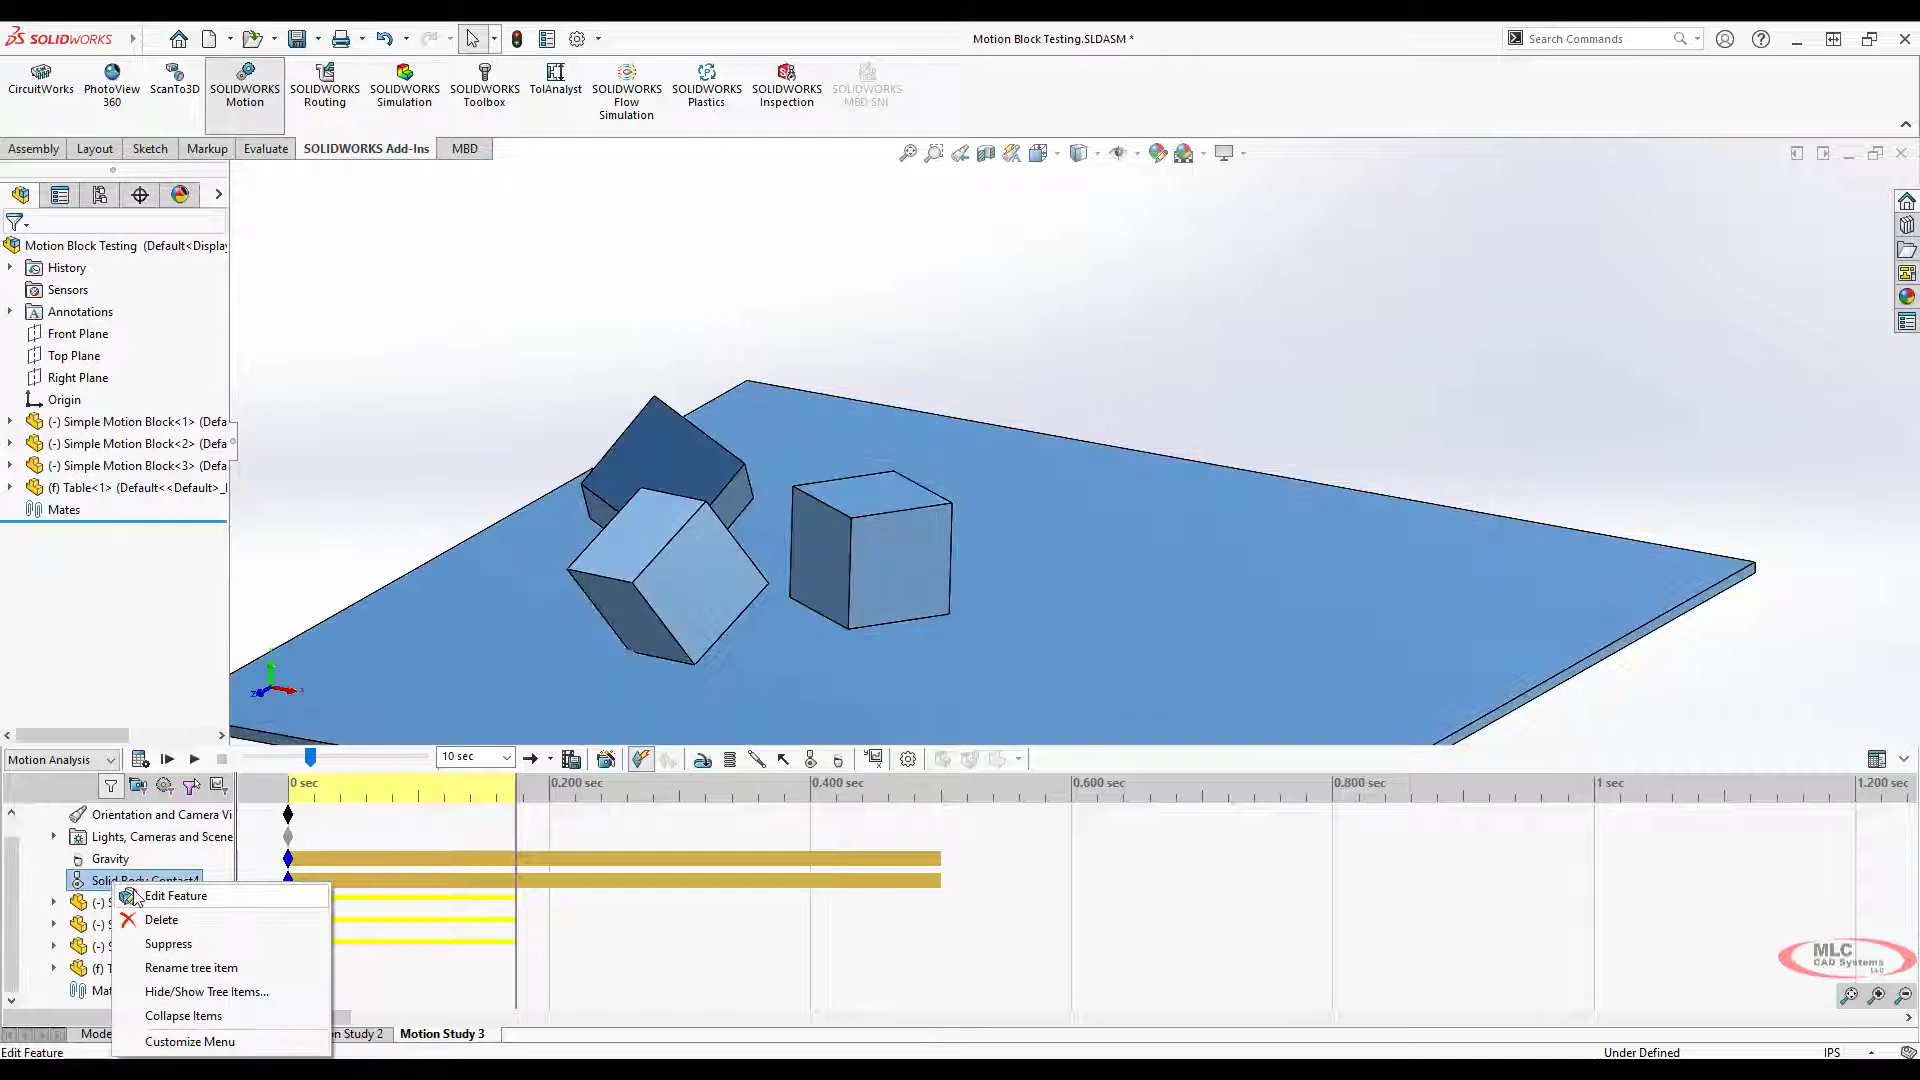 SOLIDWORKS
Motion Block Testing.SLDASM *
Search Commands
CircuitWorks
PhotoView
360
ScanTo3D
SOLIDWORKS
Motion
SOLIDWORKS
Routing
SOLIDWORKS
Simulation
SOLIDWORKS
Toolbox
TolAnalyst
SOLIDWORKS
Flow
Simulation
SOLIDWORKS
Plastics
SOLIDWORKS
Inspection
SOLIDWORKS
MBD SNL
Assembly
Layout
Sketch
Markup
Evaluate
SOLIDWORKS Add-Ins
MBD
Motion Block Testing (Default<Display
History
Sensors
Annotations
Front Plane
Top Plane
Right Plane
Origin
(-) Simple Motion Block<1> (Defa
(-) Simple Motion Block<2> (Defa
(-) Simple Motion Block<3> (Defa
(f) Table<1> (Default<<Default>_
Mates
Motion Analysis
10 sec
0 sec
0.200 sec
0.400 sec
0.600 sec
0.800 sec
1 sec
1.200 sec
Orientation and Camera Vi
Lights, Cameras and Scene
Gravity
Solid Body Contact4
(-) S
(-) S
(-) S
(f) T
Mat
Edit Feature
Delete
Suppress
Rename tree item
Hide/Show Tree Items...
Collapse Items
Customize Menu
MLC
CAD Systems
LLC
Mode
on Study 2
Motion Study 3
Edit Feature
Under Defined
IPS